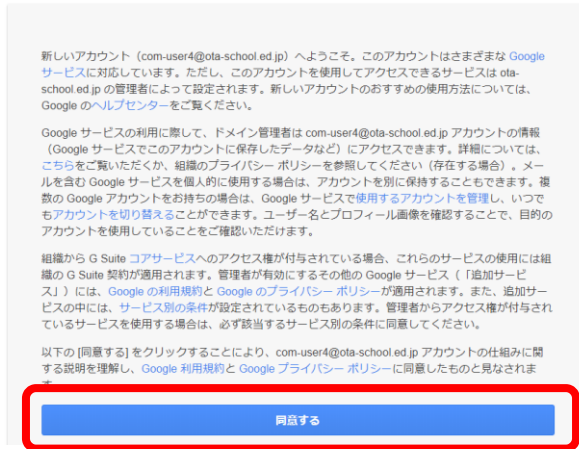 新しいアカウント（com-user4@ota-school.ed.jp）へようこそ。このアカウントはさまざまな Google
サービスに対応しています。ただし、このアカウントを使用してアクセスできるサービスは ota-
school.ed.jp の管理者によって設定されます。新しいアカウントのおすすめの使用方法については、
Google のヘルプセンターをご覧ください。
Google サービスの利用に際して、ドメイン管理者は com-user4@ota-school.ed.jp アカウントの情報
（Google サービスでこのアカウントに保存したデータなど）にアクセスできます。詳細については、
こちらをご覧いただくか、組織のプライバシー ポリシーを参照してください（存在する場合）。メー
ルを含む Google サービスを個人的に使用する場合は、アカウントを別に保持することもできます。複
数の Google アカウントをお持ちの場合は、Google サービスで使用するアカウントを管理し、いつで
もアカウントを切り替えることができます。ユーザー名とプロフィール画像を確認することで、目的の
アカウントを使用していることをご確認いただけます。
組織から G Suite コアサービスへのアクセス権が付与されている場合、これらのサービスの使用には組
織の G Suite 契約が適用されます。管理者が有効にするその他の Google サービス（「追加サービ
ス」）には、Google の利用規約と Google のプライバシー ポリシーが適用されます。また、追加サー
ビスの中には、サービス別の条件が設定されているものもあります。管理者からアクセス権が付与され
ているサービスを使用する場合は、必ず該当するサービス別の条件に同意してください。
以下の [同意する] をクリックすることにより、com-user4@ota-school.ed.jp アカウントの仕組みに関
する説明を理解し、Google 利用規約と Google プライバシー ポリシーに同意したものと見なされま
す。
同意する